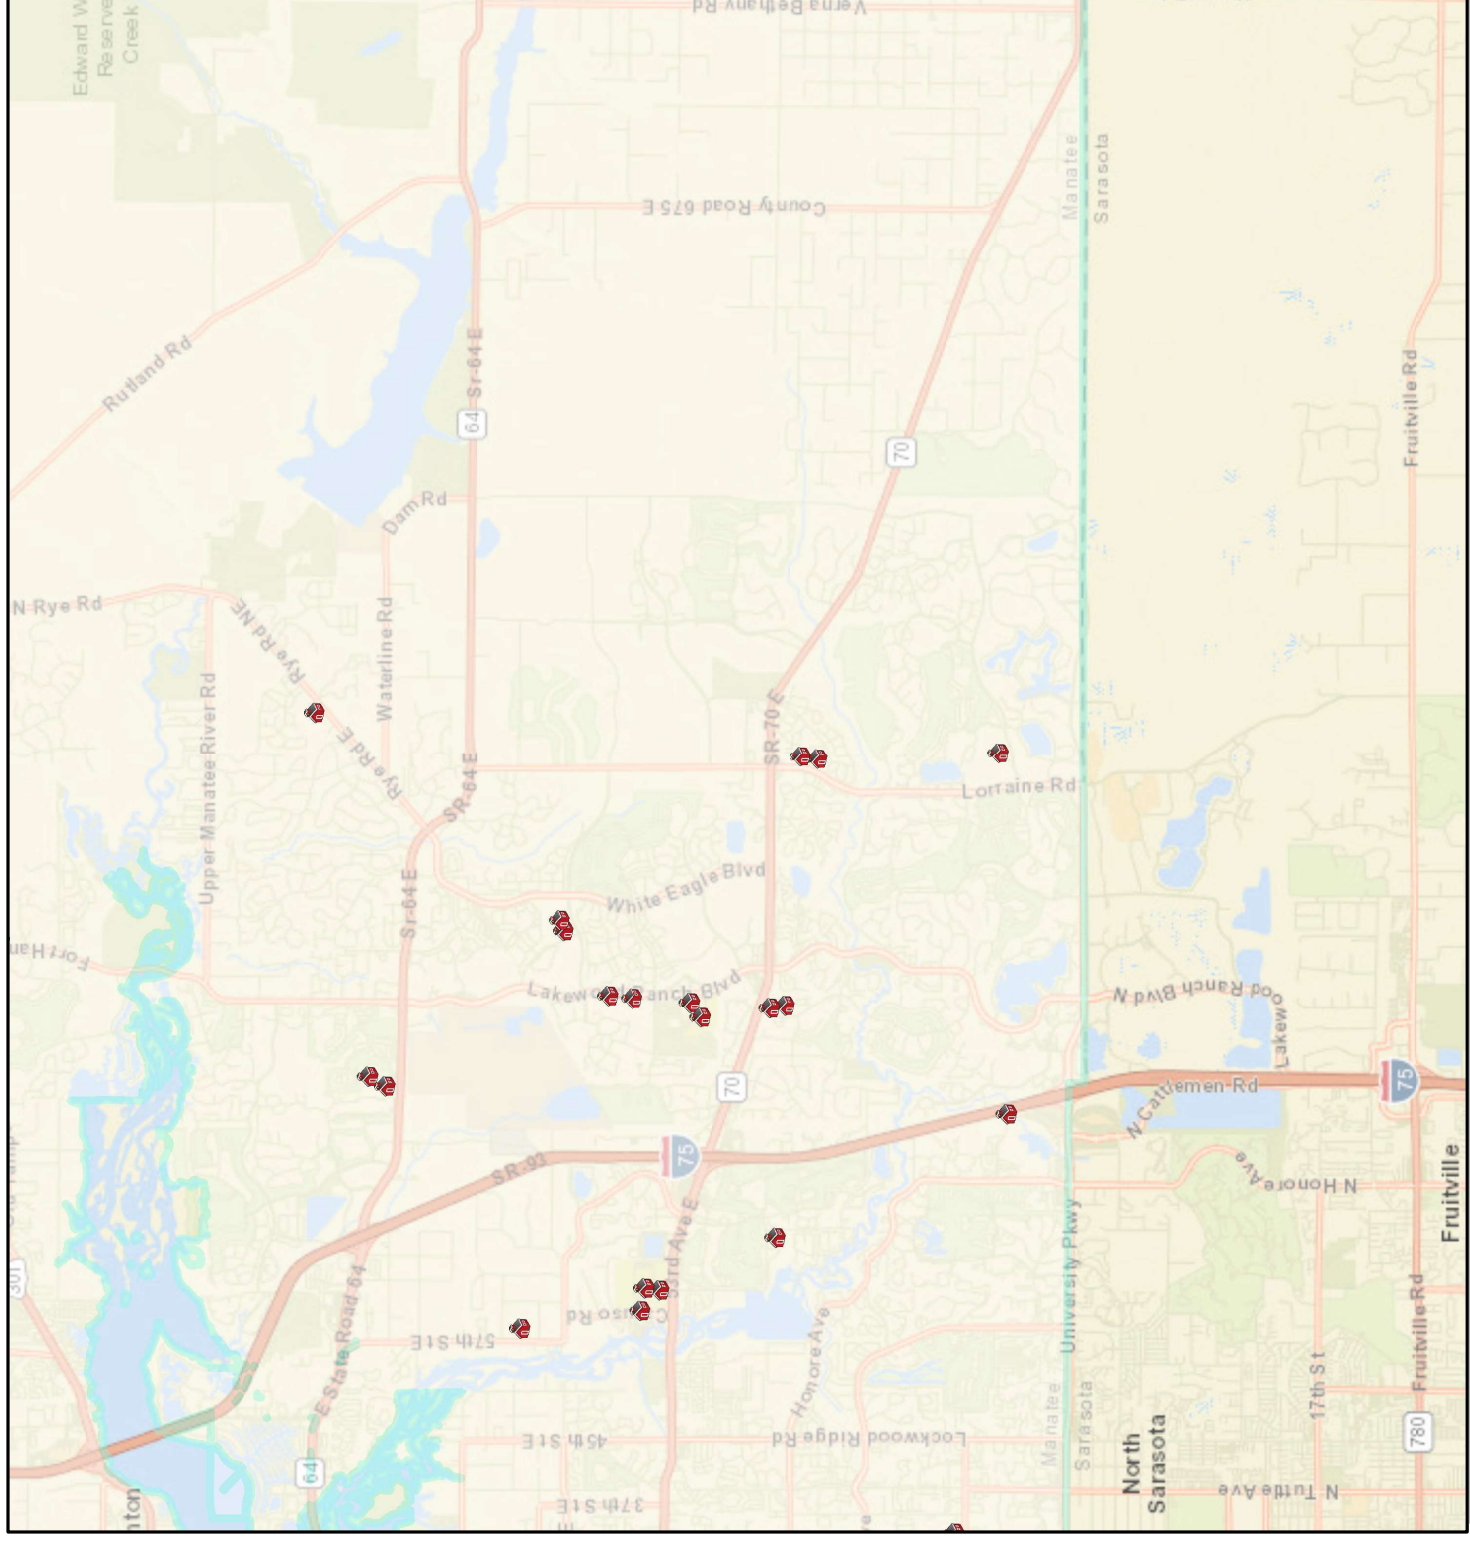 Edward W
Reserve
Creek
Verna Bethany Rd
Manatee
Sarasota
County Road 675 E
Rutland Rd
Sr-64 E
64
Fruitville Rd
70
Dam Rd
N Rye Rd
Rye Rd NE
Waterline Rd
Upper Manatee River Rd
Rye Rd E
SR-70 E
SR-64 E
Lorraine Rd
White Eagle Blvd
Sr-64 E
Fort Ham
Lakewood Ranch Blvd
Lakewood Ranch Blvd N
70
75
N Cattlemen Rd
75
SR-93
N Honore Ave
Fruitville
53rd Ave E
University Pkwy
301
E State Road 64
57th St E
Caruso Rd
Honore Ave
Fruitville Rd
17th St
Manatee
Sarasota
45th St E
Lockwood Ridge Rd
780
North
Sarasota
64
nton
37th St E
N Tuttle Ave